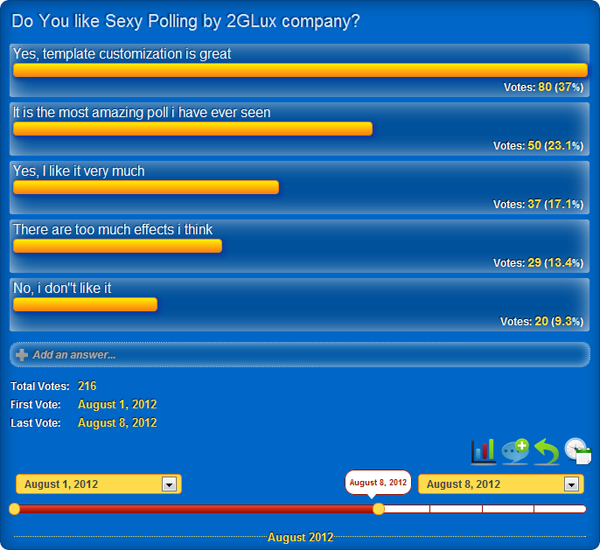 Do You like Sexy Polling by 2GLux company?
Yes, template customization is great
Votes: 80 (37%)
It is the most amazing poll i have ever seen
Votes: 50 (23.1%)
Yes, I like it very much
Votes: 37 (17.1%)
There are too much effects i think
Votes: 29 (13.4%)
No, i don"t like it
Votes: 20 (9.3%)
Add an answer...
Total Votes: 216
First Vote: August 1, 2012
Last Vote: August 8, 2012
August 1, 2012
August 8, 2012
August 8, 2012
August 2012